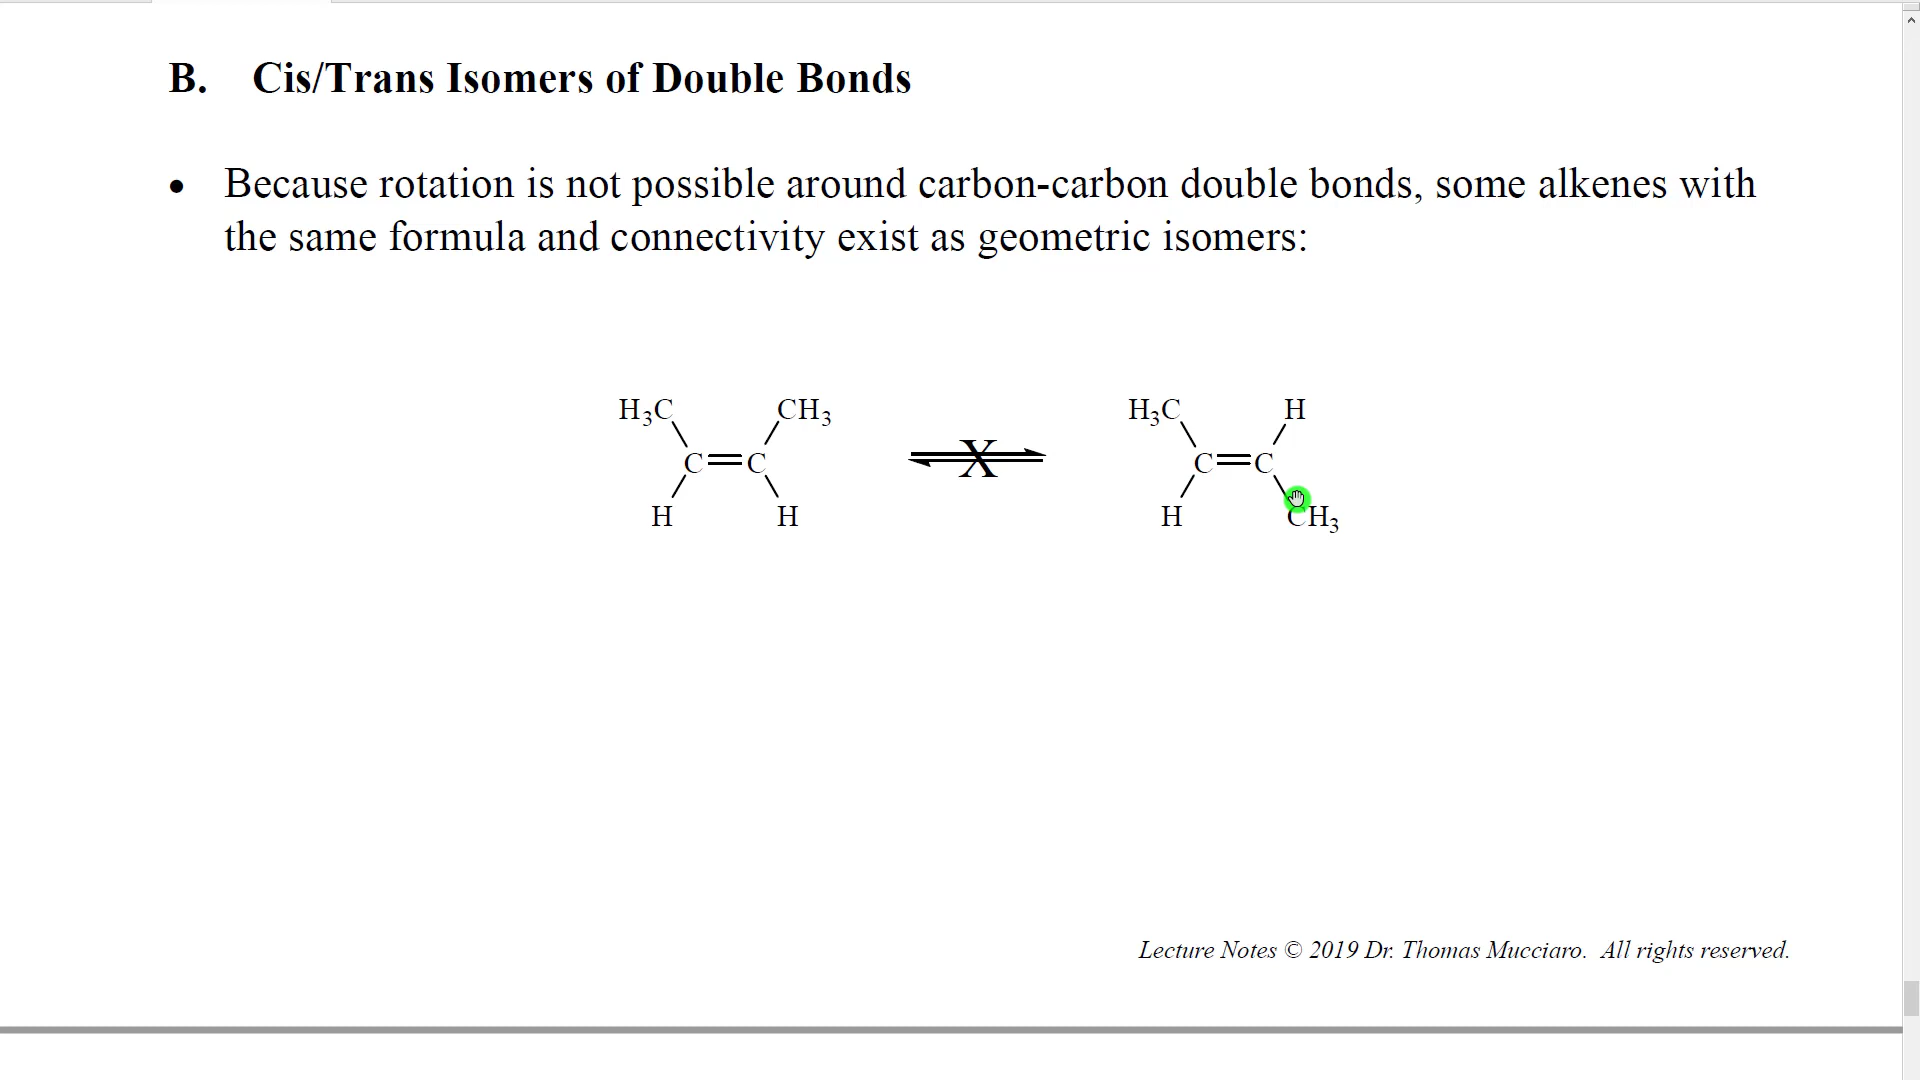 B. Cis/Trans Isomers of Double Bonds
• Because rotation is not possible around carbon-carbon double bonds, some alkenes with
the same formula and connectivity exist as geometric isomers:
H₃C CH₃ H₃C H
C=C X C=C
H H H CH₃
Lecture Notes © 2019 Dr. Thomas Mucciaro. All rights reserved.